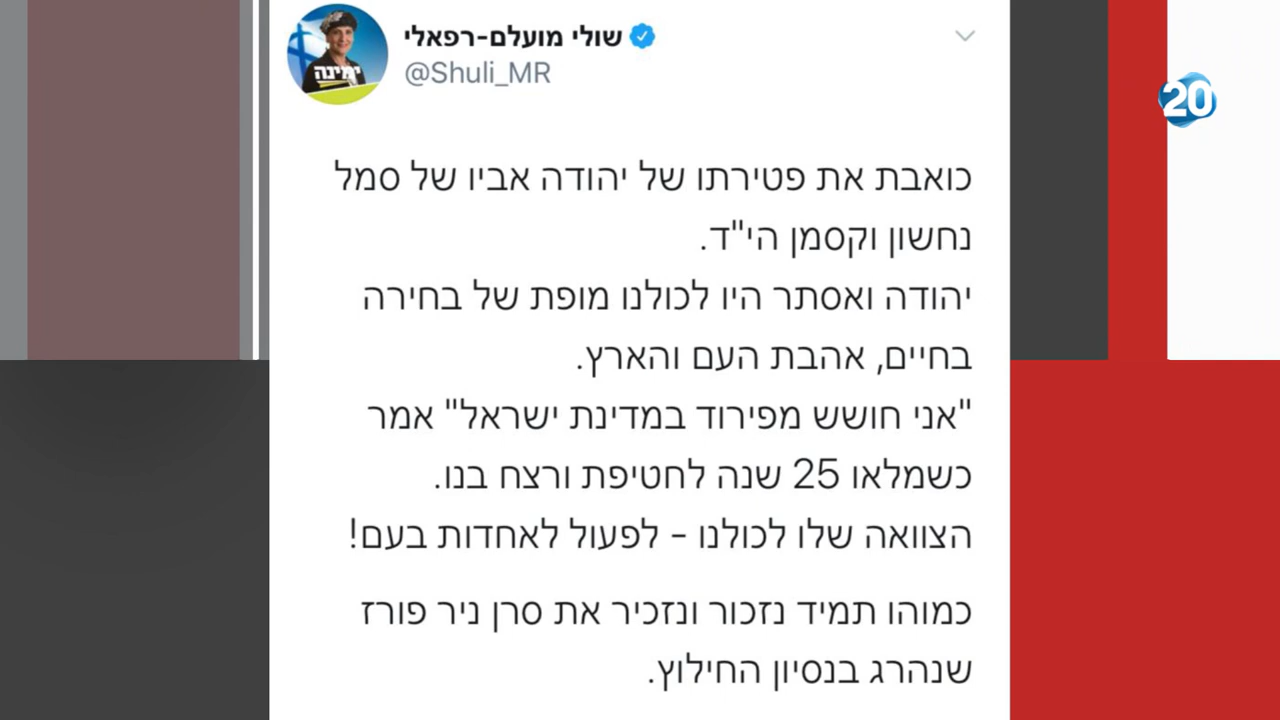 שולי מועלם-רפאלי
@Shuli_MR
ימינה
20
כואבת את פטירתו של יהודה אביו של סמל
נחשון וקסמן הי"ד.
יהודה ואסתר היו לכולנו מופת של בחירה
בחיים, אהבת העם והארץ.
"אני חושש מפירוד במדינת ישראל" אמר
כשמלאו 25 שנה לחטיפת ורצח בנו.
הצוואה שלו לכולנו - לפעול לאחדות בעם!
כמוהו תמיד נזכור ונזכיר את סרן ניר פורז
שנהרג בנסיון החילוץ.